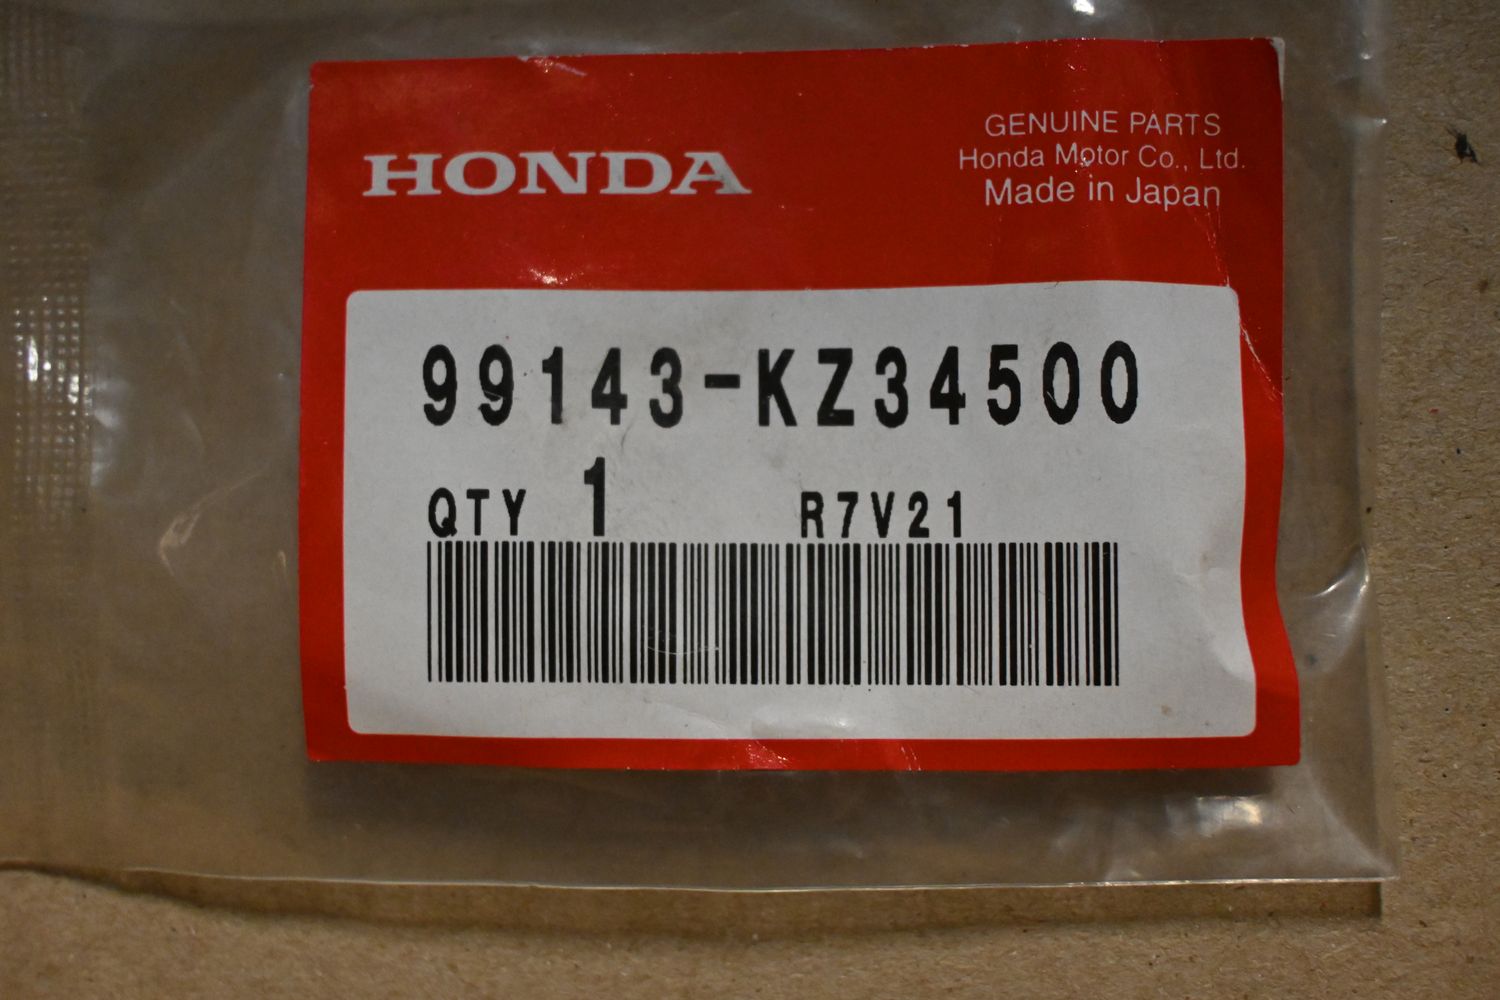 HONDA
GENUINE PARTS
Honda Motor Co., Ltd.
Made in Japan
99143-KZ34500
QTY 1 R7V21